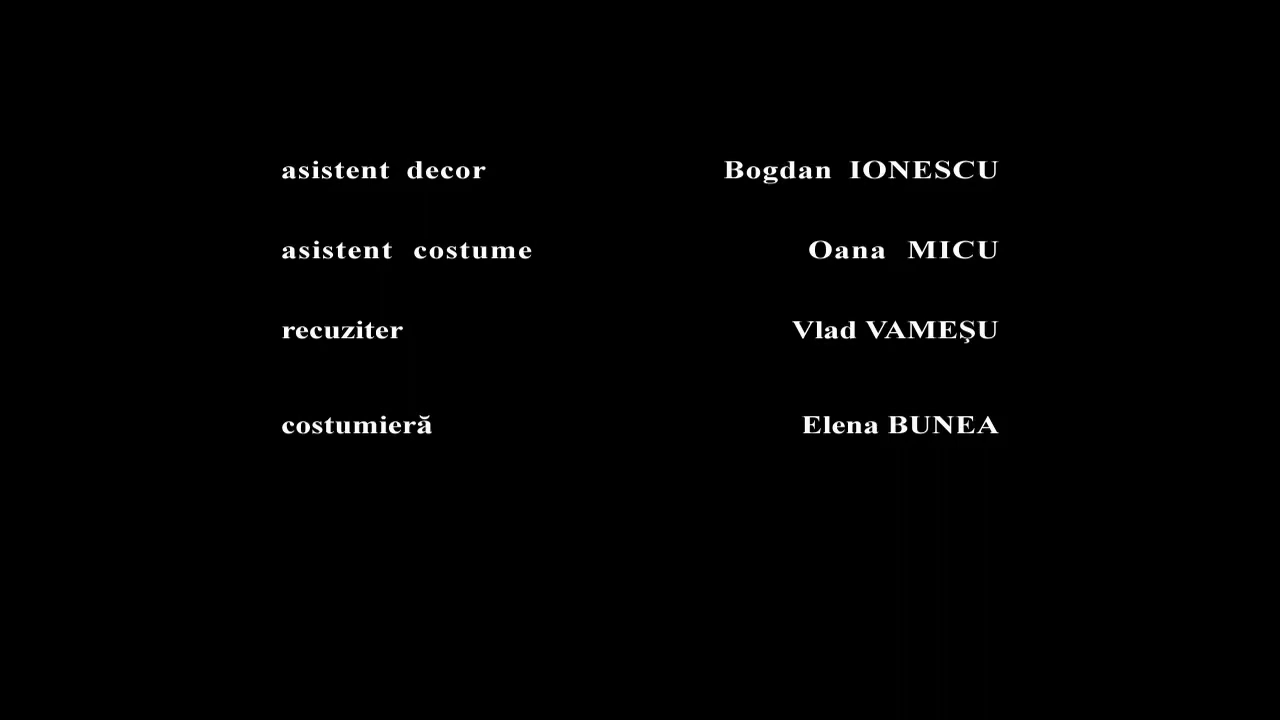 asistent decor Bogdan IONESCU
asistent costume Oana MICU
recuziter Vlad VAMEŞU
costumieră Elena BUNEA